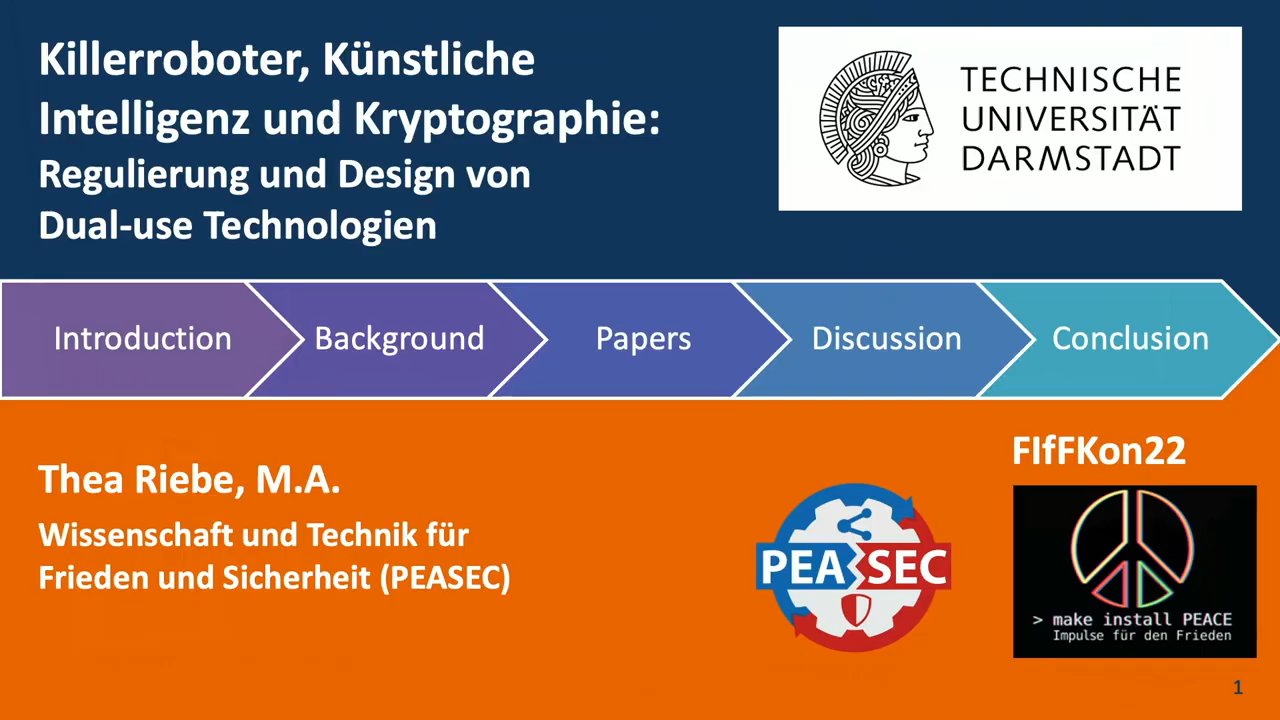 Killerroboter, Künstliche
Intelligenz und Kryptographie:
Regulierung und Design von
Dual-use Technologien
TECHNISCHE
UNIVERSITÄT
DARMSTADT
Introduction
Background
Papers
Discussion
Conclusion
Thea Riebe, M.A.
Wissenschaft und Technik für
Frieden und Sicherheit (PEASEC)
PEA SEC
FIfFKon22
> make install PEACE
Impulse für den Frieden
1